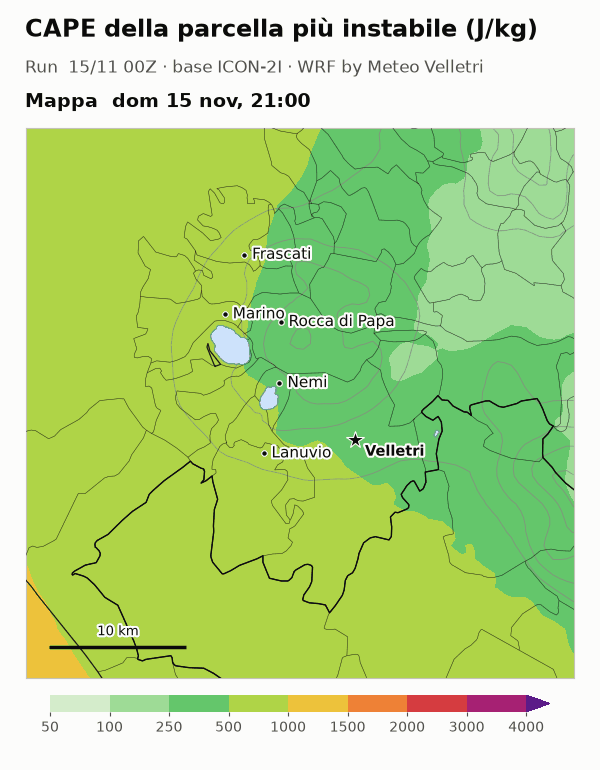 CAPE della parcella più instabile (J/kg)
Run  15/11 00Z · base ICON-2I · WRF by Meteo Velletri
Mappa  dom 15 nov, 21:00
Frascati
Marino
Rocca di Papa
Nemi
Velletri
Lanuvio
10 km
50 100 250 500 1000 1500 2000 3000 4000